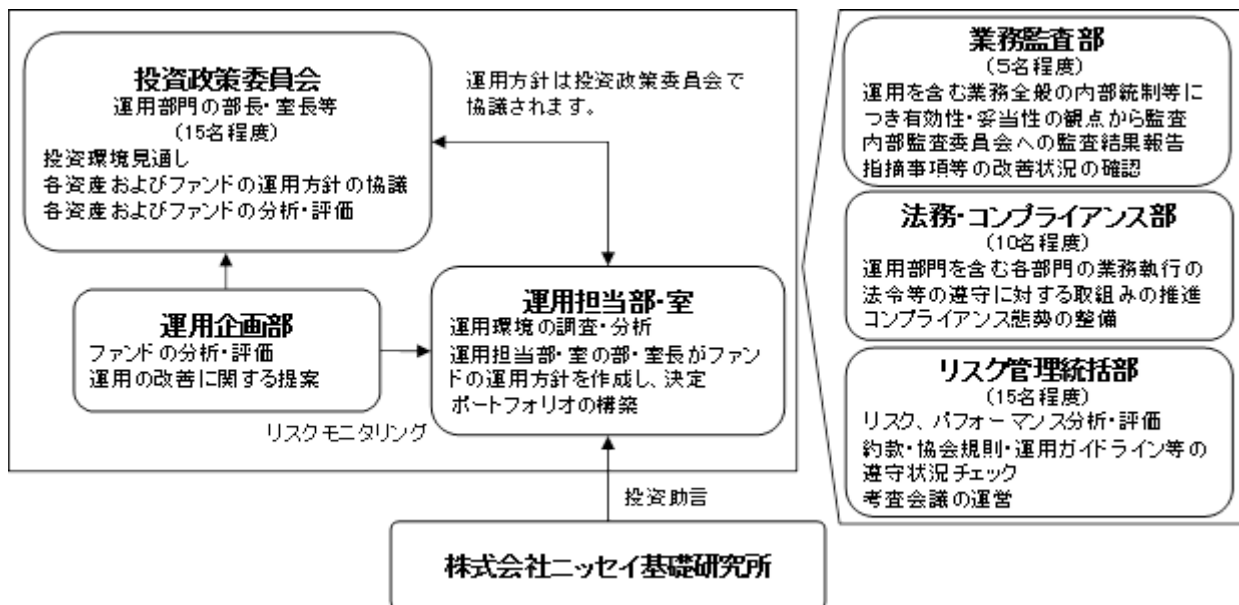 投資政策委員会
運用部門の部長・室長等
(15名程度)
投資環境見通し
各資産およびファンドの運用方針の協議
各資産およびファンドの分析・評価
運用方針は投資政策委員会で
協議されます。
運用企画部
ファンドの分析・評価
運用の改善に関する提案
リスクモニタリング
運用担当部・室
運用環境の調査・分析
運用担当部・室の部・室長がファン
ドの運用方針を作成し、決定
ポートフォリオの構築
投資助言
株式会社ニッセイ基礎研究所
業務監査部
(5名程度)
運用を含む業務全般の内部統制等に
つき有効性・妥当性の観点から監査
内部監査委員会への監査結果報告
指摘事項等の改善状況の確認
法務・コンプライアンス部
(10名程度)
運用部門を含む各部門の業務執行の
法令等の遵守に対する取組みの推進
コンプライアンス態勢の整備
リスク管理統括部
(15名程度)
リスク、パフォーマンス分析・評価
約款・協会規則・運用ガイドライン等の
遵守状況チェック
考査会議の運営